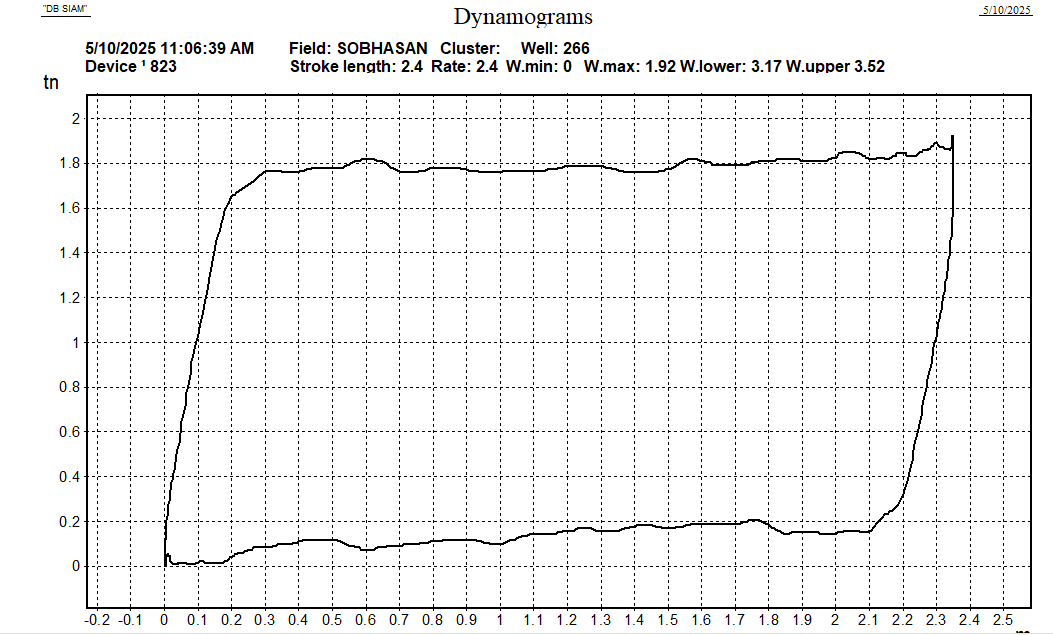 "DB SIAM" 5/10/2025
Dynamograms
5/10/2025 11:06:39 AM Field: SOBHASAN Cluster: Well: 266
Device ¹ 823 Stroke length: 2.4 Rate: 2.4 W.min: 0 W.max: 1.92 W.lower: 3.17 W.upper 3.52
tn
2
1.8
1.6
1.4
1.2
1
0.8
0.6
0.4
0.2
0
-0.2 -0.1 0 0.1 0.2 0.3 0.4 0.5 0.6 0.7 0.8 0.9 1 1.1 1.2 1.3 1.4 1.5 1.6 1.7 1.8 1.9 2 2.1 2.2 2.3 2.4 2.5